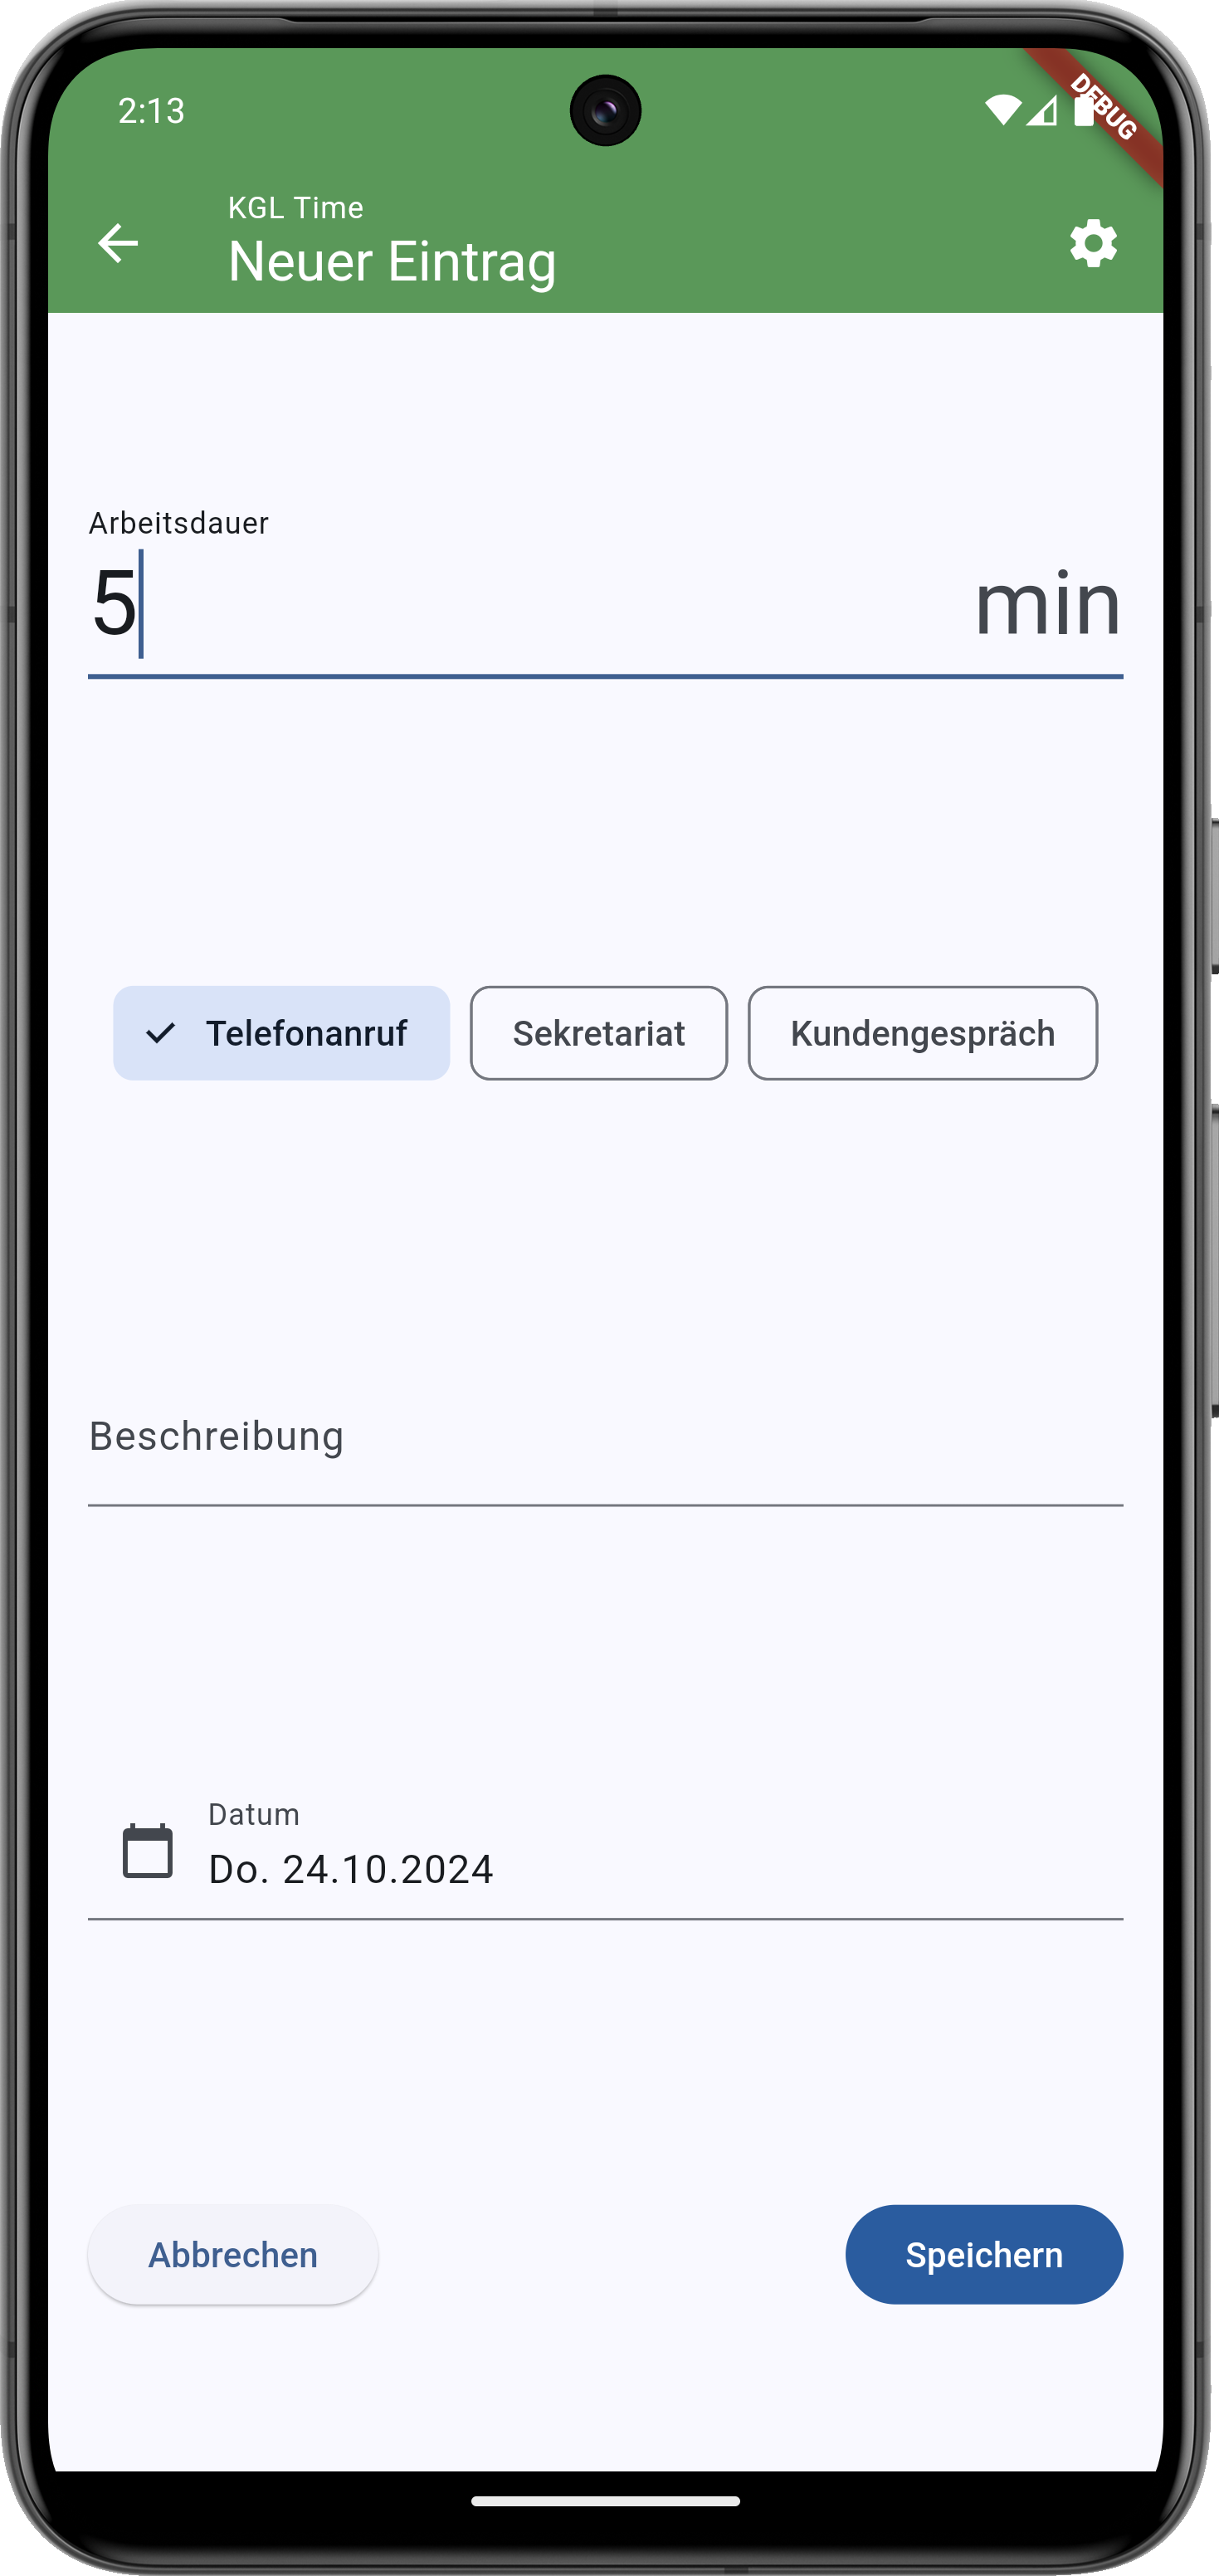 2:13
DEBUG
KGL Time
Neuer Eintrag
Arbeitsdauer
5 min
Telefonanruf Sekretariat Kundengespräch
Beschreibung
Datum
Do. 24.10.2024
Abbrechen Speichern